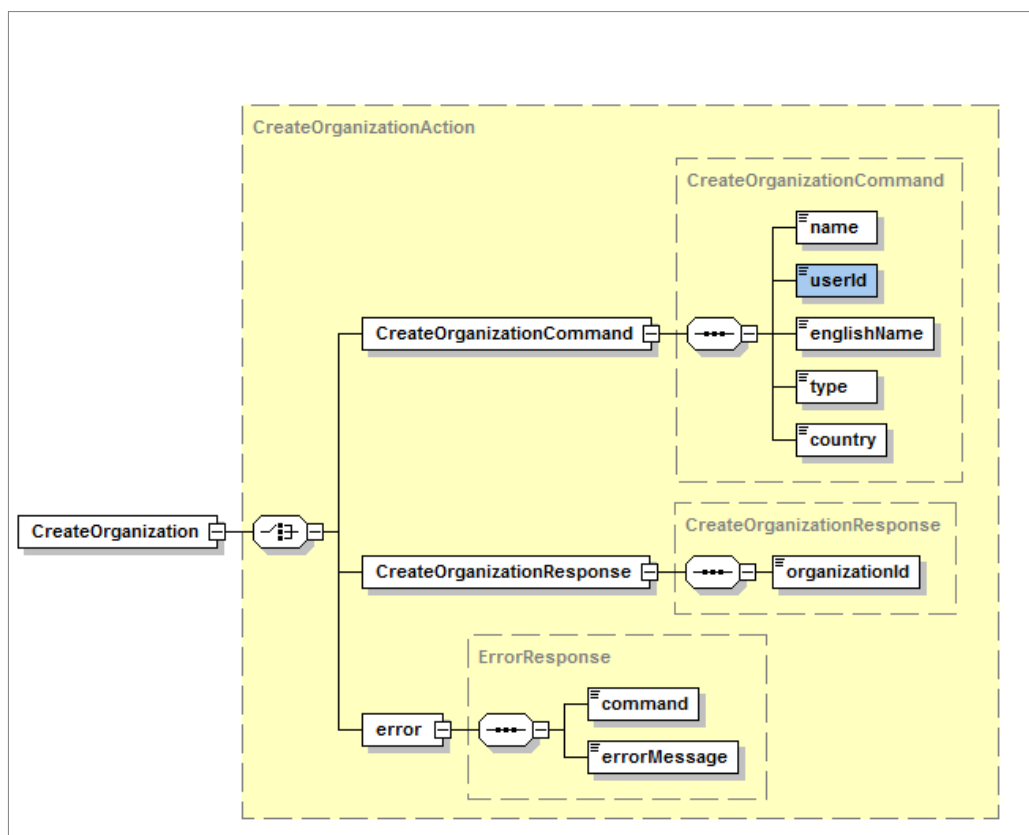 CreateOrganizationAction
CreateOrganizationCommand
name
userId
englishName
type
country
CreateOrganizationCommand
CreateOrganization
CreateOrganizationResponse
CreateOrganizationResponse
organizationId
ErrorResponse
command
error
errorMessage